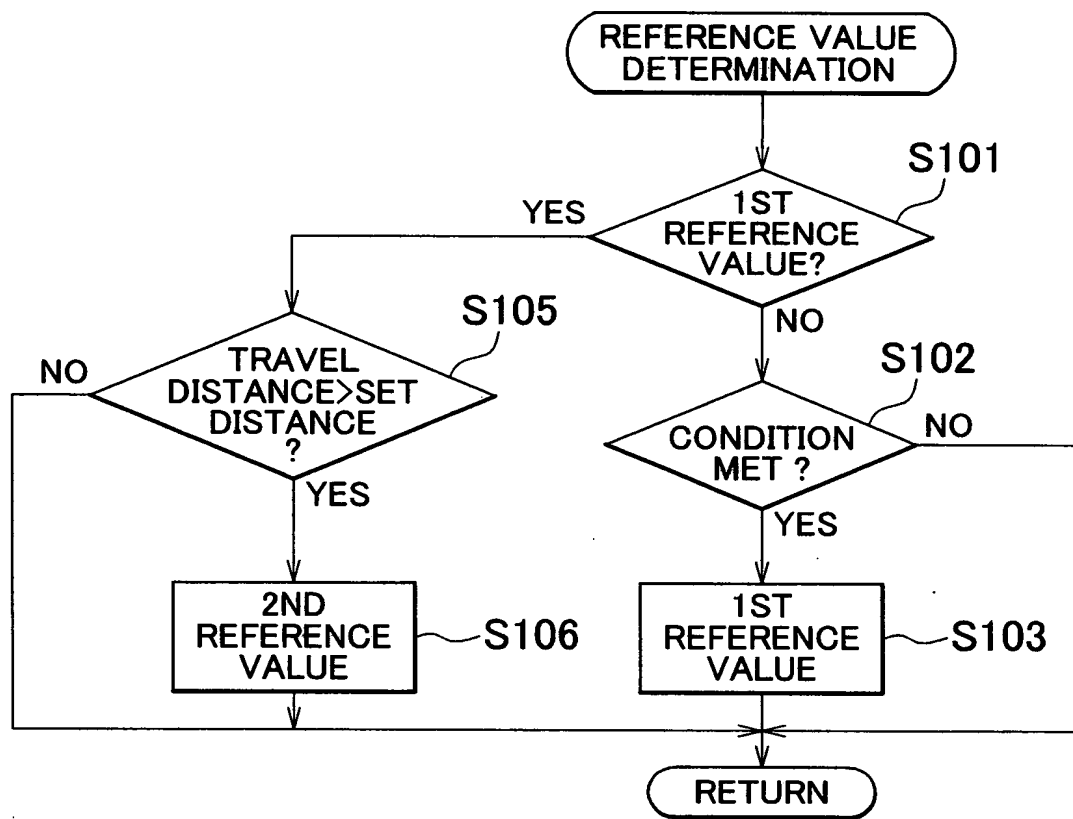 REFERENCE VALUE
DETERMINATION
S101
1ST
REFERENCE
VALUE?
YES
NO
S105
TRAVEL
DISTANCE>SET
DISTANCE
?
NO
YES
S102
CONDITION
MET ?
NO
YES
2ND
REFERENCE
VALUE
S106
1ST
REFERENCE
VALUE
S103
RETURN